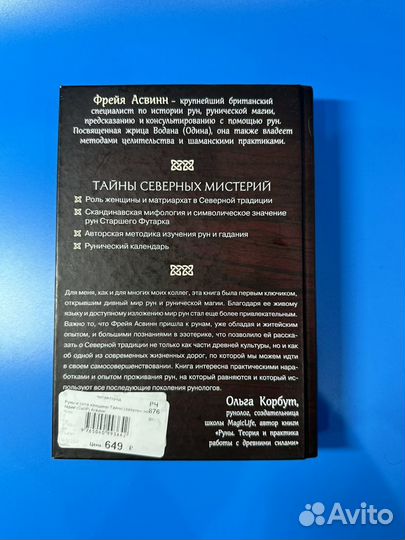 Фрейя Асвинн – крупнейший британский
специалист по истории рун, рунической магии,
предсказанию и консультированию с помощью рун.
Посвященная жрица Водана (Одина), она также владеет
методами целительства и шаманскими практиками.
ТАЙНЫ СЕВЕРНЫХ МИСТЕРИЙ
Роль женщины и матриархат в Северной традиции
Скандинавская мифология и символическое значение
рун Старшего Футарка
Авторская методика изучения рун и гадания
Рунический календарь
Для меня, как и для многих моих коллег, эта книга была первым ключиком,
открывшим дивный мир рун и рунической магии. Благодаря ее живому
языку и доступному изложению мир рун стал еще более привлекательным.
Важно то, что Фрейя Асвинн пришла к рунам, уже обладая и житейским
опытом, и большими познаниями в эзотерике, что позволило ей расска-
зать о Северной традиции не только как части древней культуры, но и как
об одной из современных жизненных дорог, по которой мы можем идти
в своем самосовершенствовании. Книга интересна практическими нара-
ботками и опытом проживания рун, на который равняются и который ис-
пользуют все последующие поколения рунологов.
Ольга Корбут,
рунолог, создательница
школы MagicLife, автор книги
«Руны. Теория и практика
работы с древними силами»
РЧ
876
Цена
649
Avito